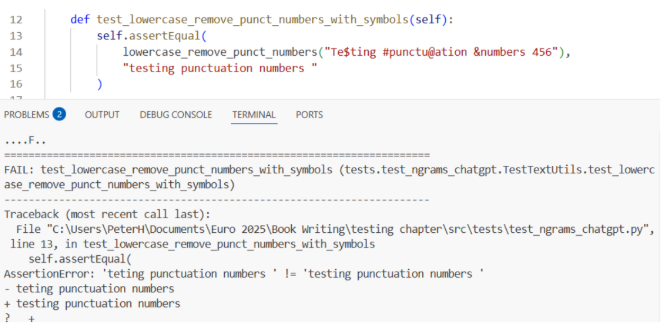 12 def test_lowercase_remove_punct_numbers_with_symbols(self):
13 self.assertEqual(
14 lowercase_remove_punct_numbers("Te$ting #punctu@ation &numbers 456"),
15 "testing punctuation numbers "
16 )
17
PROBLEMS 2 OUTPUT DEBUG CONSOLE TERMINAL PORTS
....F..
======================================================================
FAIL: test_lowercase_remove_punct_numbers_with_symbols (tests.test_ngrams_chatgpt.TestTextUtils.test_lowerc
ase_remove_punct_numbers_with_symbols)
----------------------------------------------------------------------
Traceback (most recent call last):
File "C:\Users\PeterH\Documents\Euro 2025\Book Writing\testing chapter\src\tests\test_ngrams_chatgpt.py",
line 13, in test_lowercase_remove_punct_numbers_with_symbols
self.assertEqual(
AssertionError: 'teting punctuation numbers ' != 'testing punctuation numbers '
- teting punctuation numbers
+ testing punctuation numbers
? +